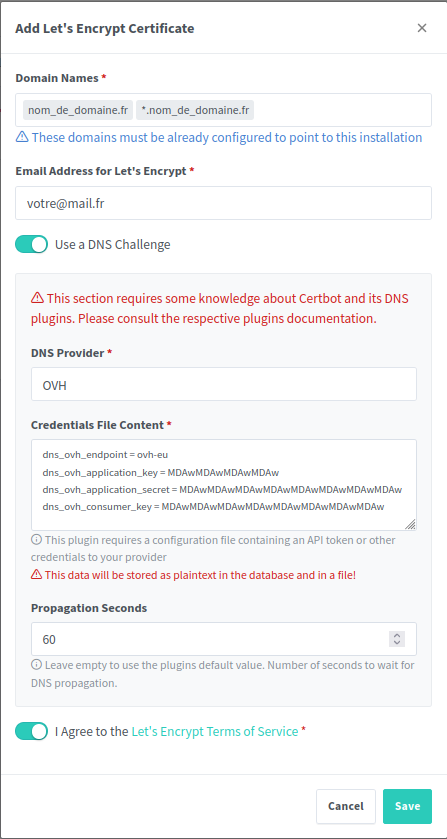 Add Let's Encrypt Certificate
Domain Names *
nom_de_domaine.fr *.nom_de_domaine.fr
These domains must be already configured to point to this installation
Email Address for Let's Encrypt *
votre@mail.fr
Use a DNS Challenge
This section requires some knowledge about Certbot and its DNS
plugins. Please consult the respective plugins documentation.
DNS Provider *
OVH
Credentials File Content *
dns_ovh_endpoint = ovh-eu
dns_ovh_application_key = MDAwMDAwMDAwMDAw
dns_ovh_application_secret = MDAwMDAwMDAwMDAwMDAwMDAwMDAwMDAw
dns_ovh_consumer_key = MDAwMDAwMDAwMDAwMDAwMDAwMDAwMDAw
This plugin requires a configuration file containing an API token or other
credentials to your provider
This data will be stored as plaintext in the database and in a file!
Propagation Seconds
60
Leave empty to use the plugins default value. Number of seconds to wait for
DNS propagation.
I Agree to the Let's Encrypt Terms of Service *
Cancel Save